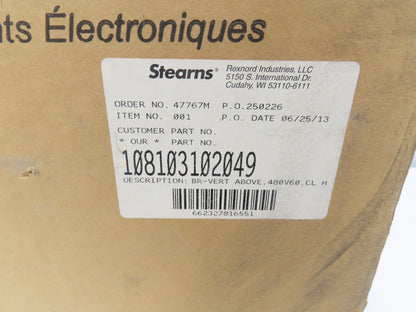 nts Électroniques
Stearns®
Rexnord Industries, LLC
5150 S. International Dr.
Cudahy, WI 53110-6111
ORDER NO. 47767M P.O.250226
ITEM NO. 001 P.O. DATE 06/25/13
CUSTOMER PART NO.
* OUR * PART NO.
108103102049
DESCRIPTION: BR-VERT ABOVE,480V60,CL H
662327816551